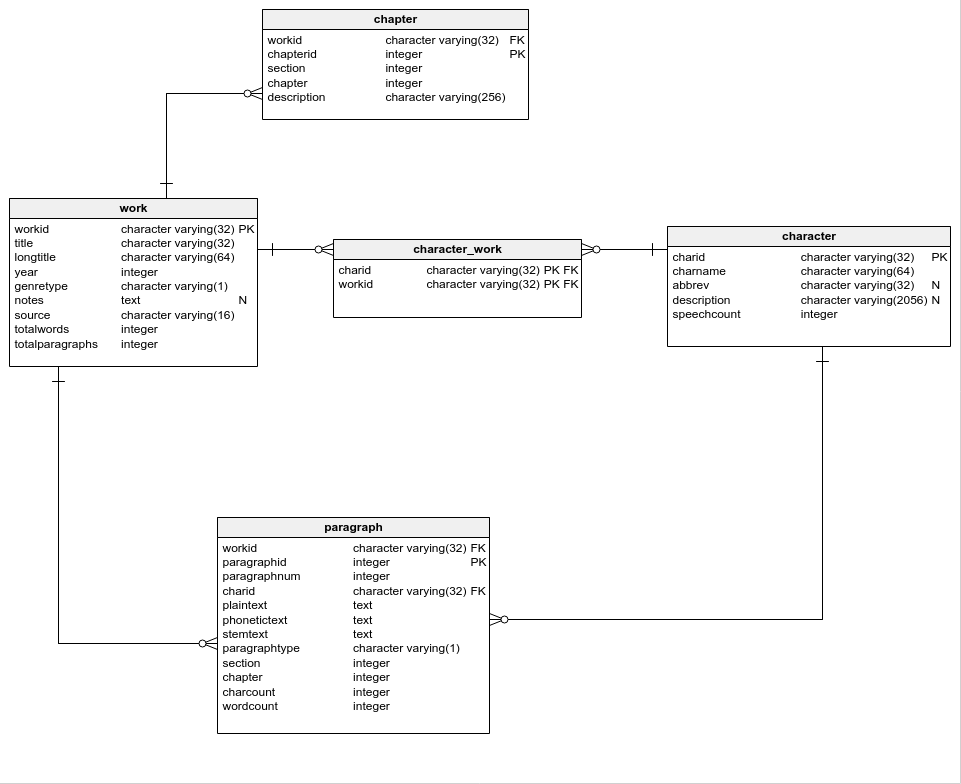 chapter
workid character varying(32) FK
chapterid integer PK
section integer
chapter integer
description character varying(256)
work
workid character varying(32) PK
title character varying(32)
longtitle character varying(64)
year integer
genretype character varying(1)
notes text N
source character varying(16)
totalwords integer
totalparagraphs integer
character_work
charid character varying(32) PK FK
workid character varying(32) PK FK
character
charid character varying(32) PK
charname character varying(64)
abbrev character varying(32) N
description character varying(2056) N
speechcount integer
paragraph
workid character varying(32) FK
paragraphid integer PK
paragraphnum integer
charid character varying(32) FK
plaintext text
phonetictext text
stemtext text
paragraphtype character varying(1)
section integer
chapter integer
charcount integer
wordcount integer